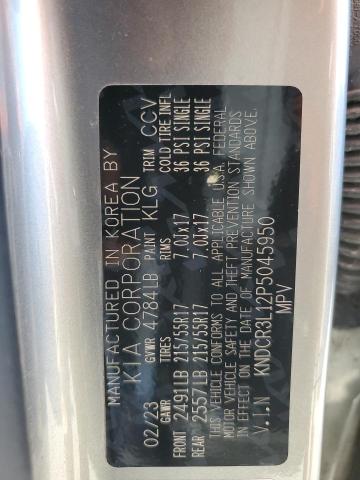 MANUFACTURED IN KOREA BY
KIA CORPORATION
02/23 GVWR 4784LB PAINT KLG TRIM CCV
GAWR TIRES RIMS COLD TIRE INFL
FRONT 2491LB 215/55R17 7.00X17 36 PSI SINGLE
REAR 2557LB 215/55R17 7.00X17 36 PSI SINGLE
THIS VEHICLE CONFORMS TO ALL APPLICABLE U.S.A FEDERAL
MOTOR VEHICLE SAFETY AND THEFT PREVENTION STANDARDS
IN EFFECT ON THE DATE OF MANUFACTURE SHOWN ABOVE.
V.I.N KNDCR3L12P5045950
MPV